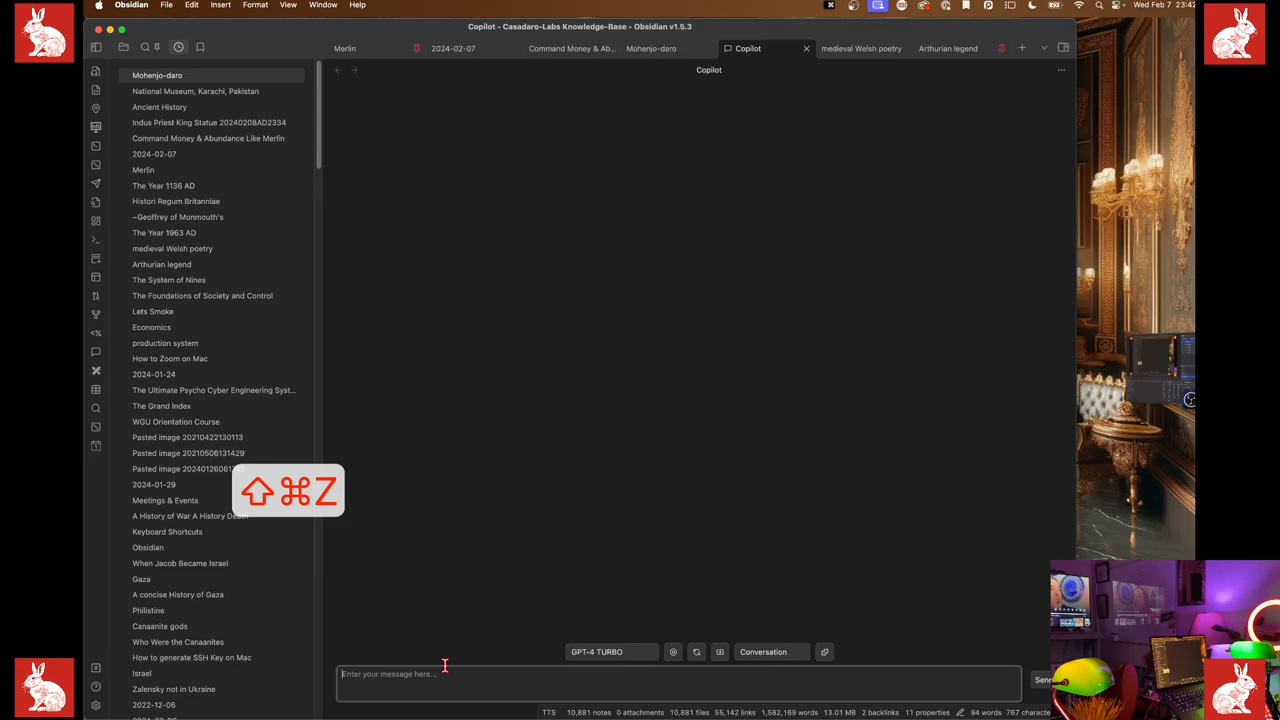 Obsidian File Edit Insert Format View Window Help
Wed Feb 7 23:42
Copilot - Casadaro-Labs Knowledge-Base - Obsidian v1.5.3
Merlin
2024-02-07
Command Money & Ab...
Mohenjo-daro
Copilot
medieval Welsh poetry
Arthurian legend
Copilot
Mohenjo-daro
National Museum, Karachi, Pakistan
Ancient History
Indus Priest King Statue 20240208AD2334
Command Money & Abundance Like Merlin
2024-02-07
Merlin
The Year 1136 AD
Histori Regum Britanniae
~Geoffrey of Monmouth's
The Year 1963 AD
medieval Welsh poetry
Arthurian legend
The System of Nines
The Foundations of Society and Control
Lets Smoke
Economics
production system
How to Zoom on Mac
2024-01-24
The Ultimate Psycho Cyber Engineering Syst...
The Grand Index
WGU Orientation Course
Pasted image 20210422130113
Pasted image 20210506131429
Pasted image
2024-01-29
Meetings & Events
A History of War A History
Keyboard Shortcuts
Obsidian
When Jacob Became Israel
Gaza
A concise History of Gaza
Philistine
Canaanite gods
Who Were the Canaanites
How to generate SSH Key on Mac
Israel
Zalensky not in Ukraine
2022-12-06
⇧⌘Z
GPT-4 TURBO
Conversation
Enter your message here...
TTS 10,881 notes 0 attachments 10,881 files 55,142 links 1,582,169 words 13.01 MB 2 backlinks 11 properties 94 words 767